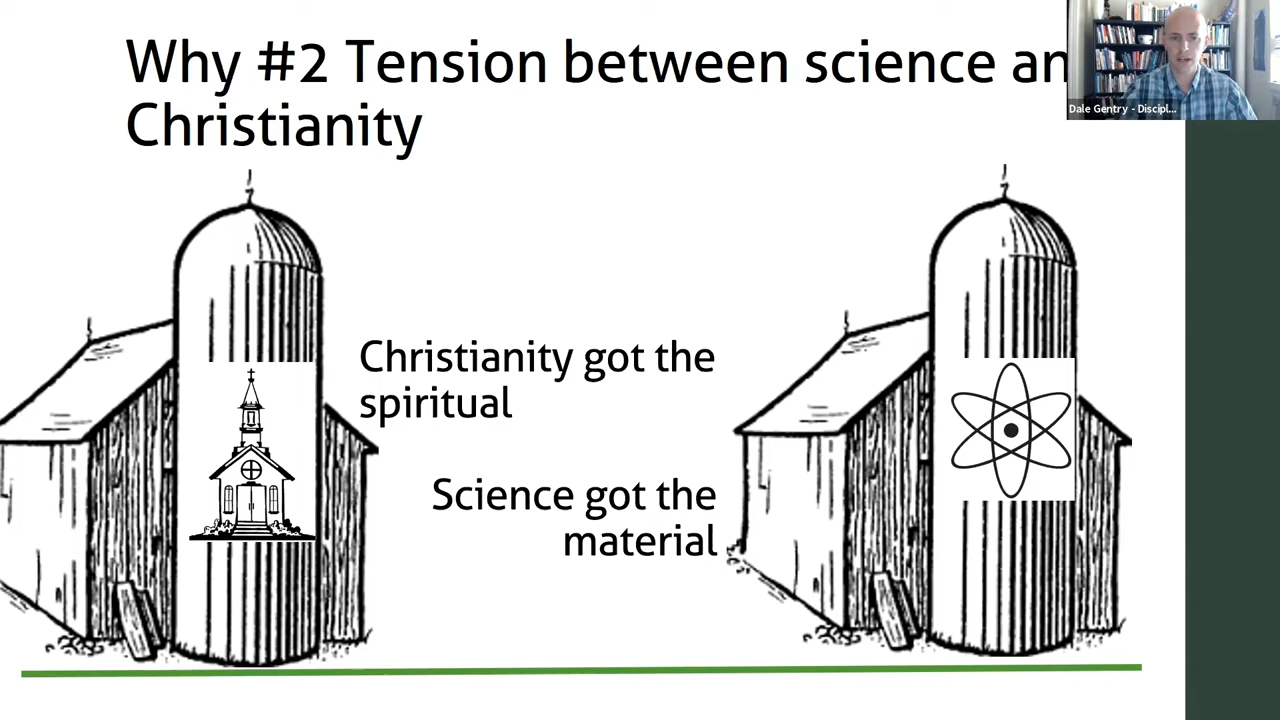 Why #2 Tension between science an
Christianity
Dale Gentry - Discipl...
Christianity got the
spiritual
Science got the
material